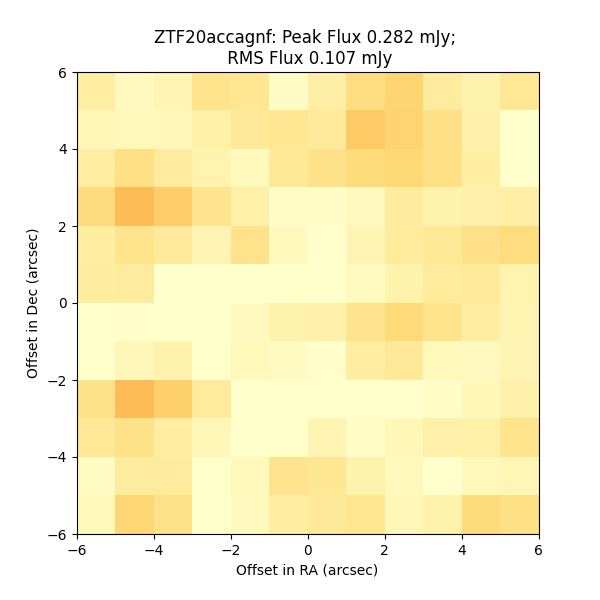 ZTF20accagnf: Peak Flux 0.282 mJy;
RMS Flux 0.107 mJy
6
4
2
0
−2
−4
−6
Offset in Dec (arcsec)
−6 −4 −2 0 2 4 6
Offset in RA (arcsec)